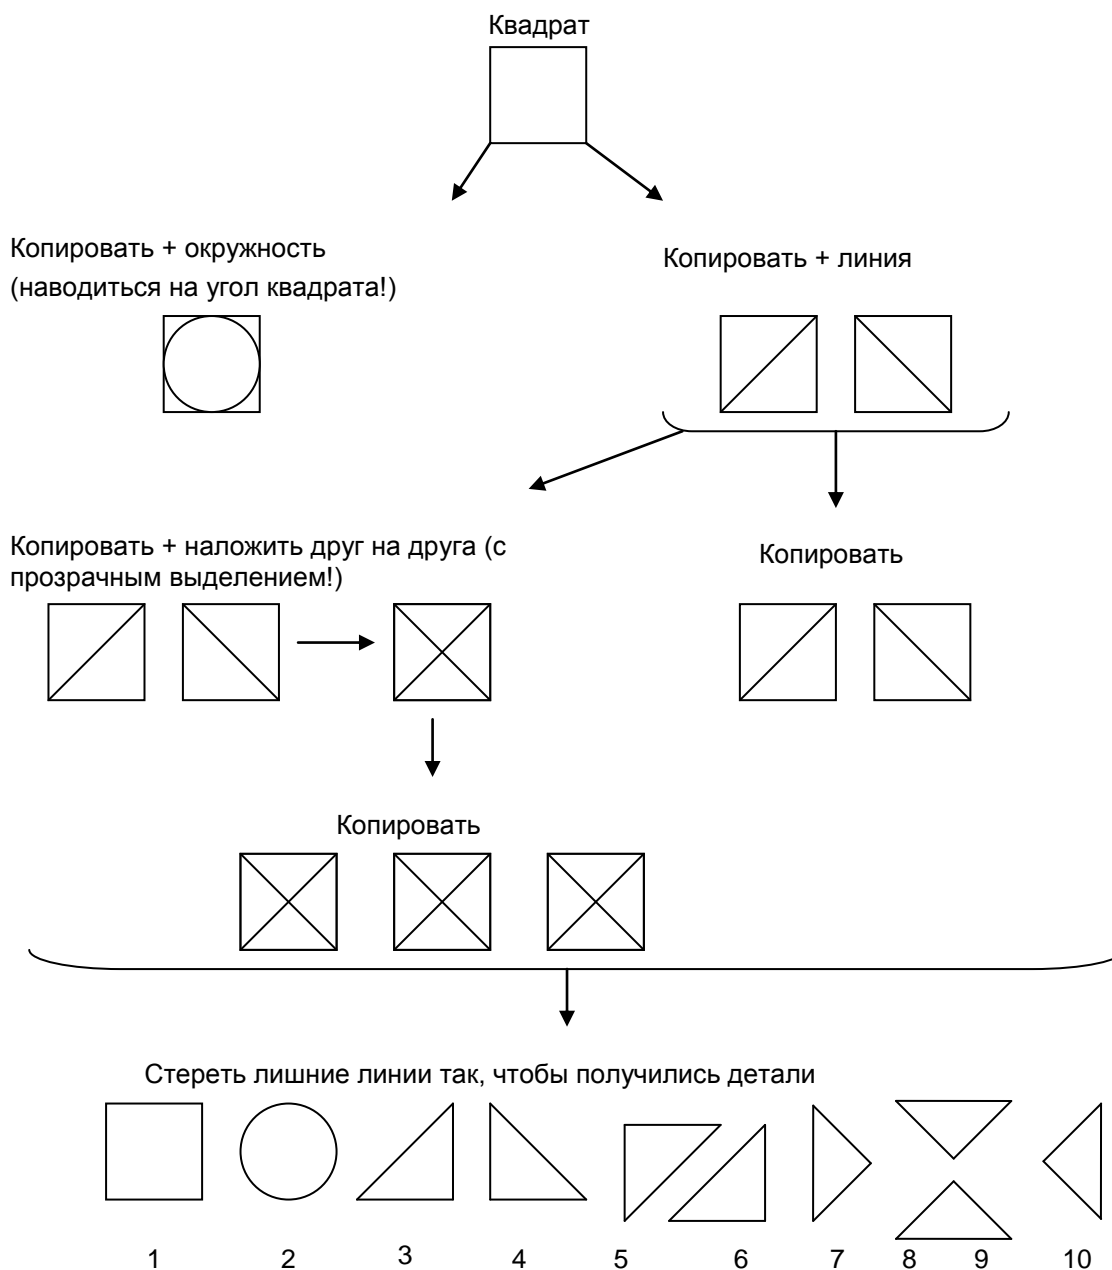 Квадрат
Копировать + окружность
(наводиться на угол квадрата!)
Копировать + линия
Копировать + наложить друг на друга (с
прозрачным выделением!)
Копировать
Копировать
Стереть лишние линии так, чтобы получились детали
1 2 3 4 5 6 7 8 9 10